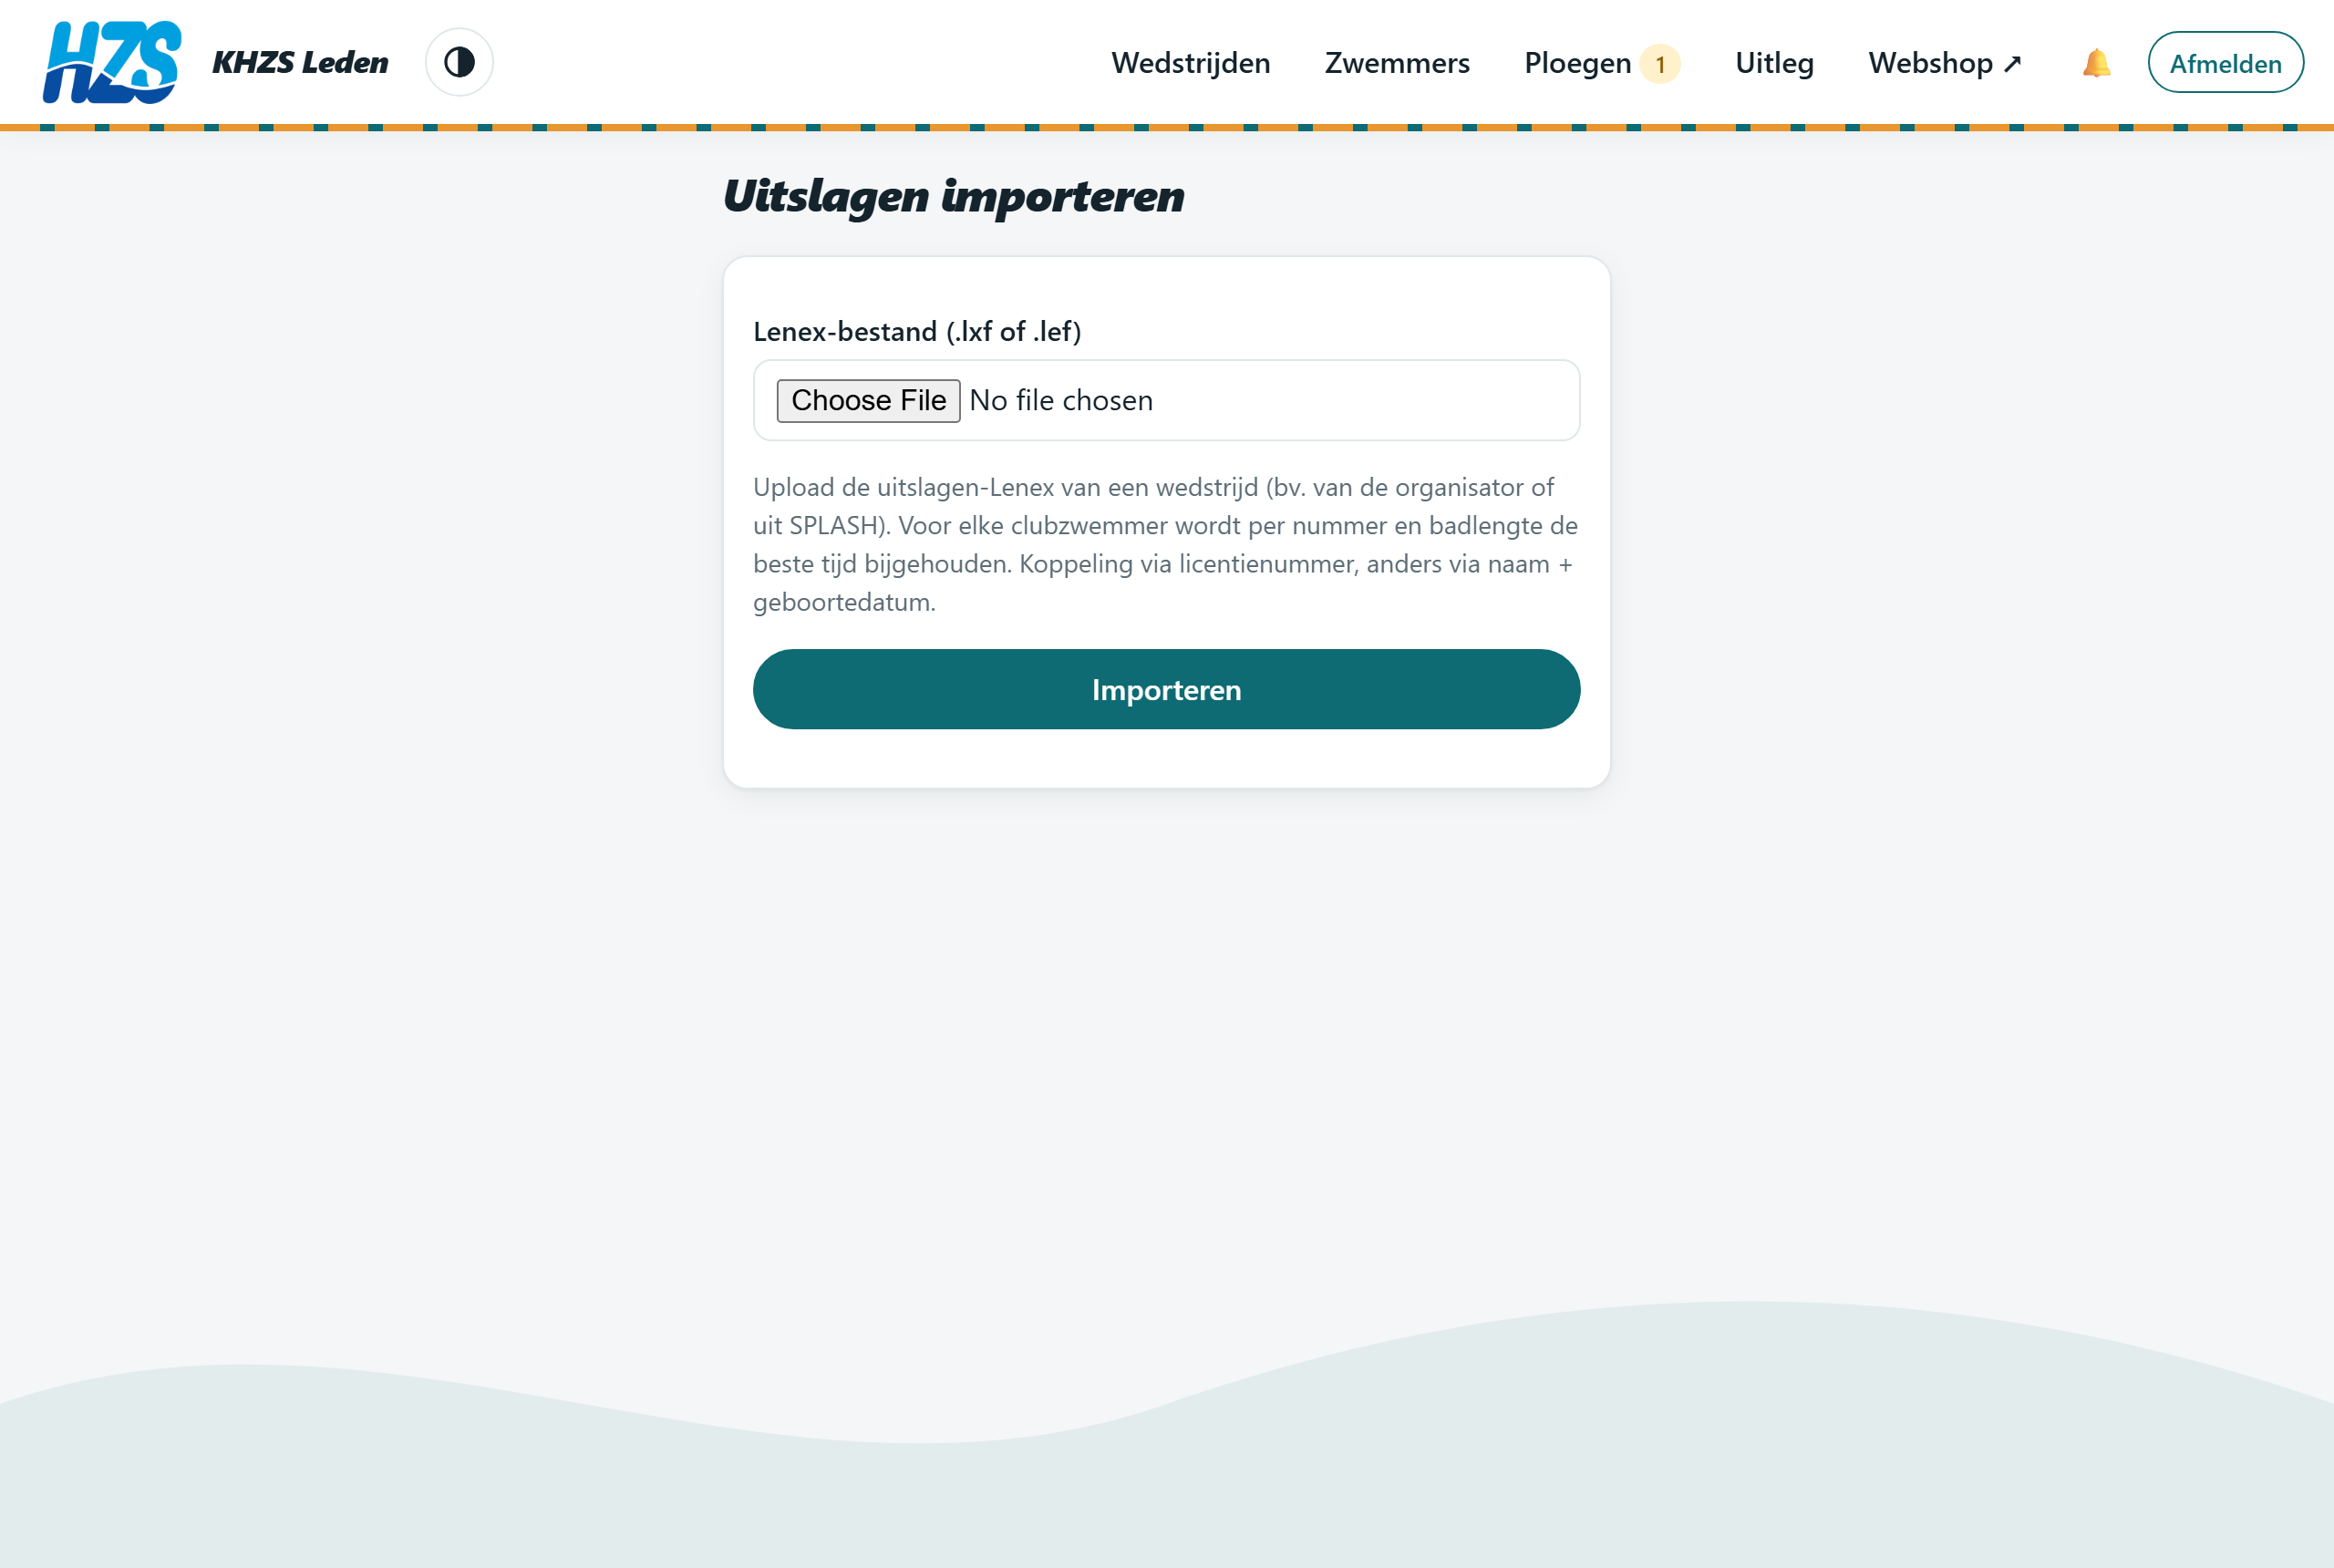 HZS KHZS Leden Wedstrijden Zwemmers Ploegen 1 Uitleg Webshop ↗ Afmelden
Uitslagen importeren
Lenex-bestand (.lxf of .lef)
Choose File No file chosen
Upload de uitslagen-Lenex van een wedstrijd (bv. van de organisator of
uit SPLASH). Voor elke clubzwemmer wordt per nummer en badlengte de
beste tijd bijgehouden. Koppeling via licentienummer, anders via naam +
geboortedatum.
Importeren